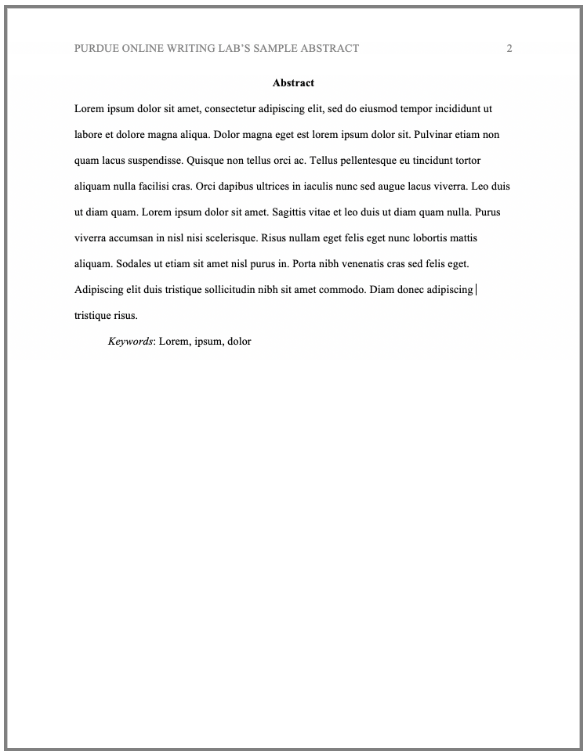 PURDUE ONLINE WRITING LAB’S SAMPLE ABSTRACT 2
Abstract
Lorem ipsum dolor sit amet, consectetur adipiscing elit, sed do eiusmod tempor incididunt ut
labore et dolore magna aliqua. Dolor magna eget est lorem ipsum dolor sit. Pulvinar etiam non
quam lacus suspendisse. Quisque non tellus orci ac. Tellus pellentesque eu tincidunt tortor
aliquam nulla facilisi cras. Orci dapibus ultrices in iaculis nunc sed augue lacus viverra. Leo duis
ut diam quam. Lorem ipsum dolor sit amet. Sagittis vitae et leo duis ut diam quam nulla. Purus
viverra accumsan in nisl nisi scelerisque. Risus nullam eget felis eget nunc lobortis mattis
aliquam. Sodales ut etiam sit amet nisl purus in. Porta nibh venenatis cras sed felis eget.
Adipiscing elit duis tristique sollicitudin nibh sit amet commodo. Diam donec adipiscing
tristique risus.
Keywords: Lorem, ipsum, dolor